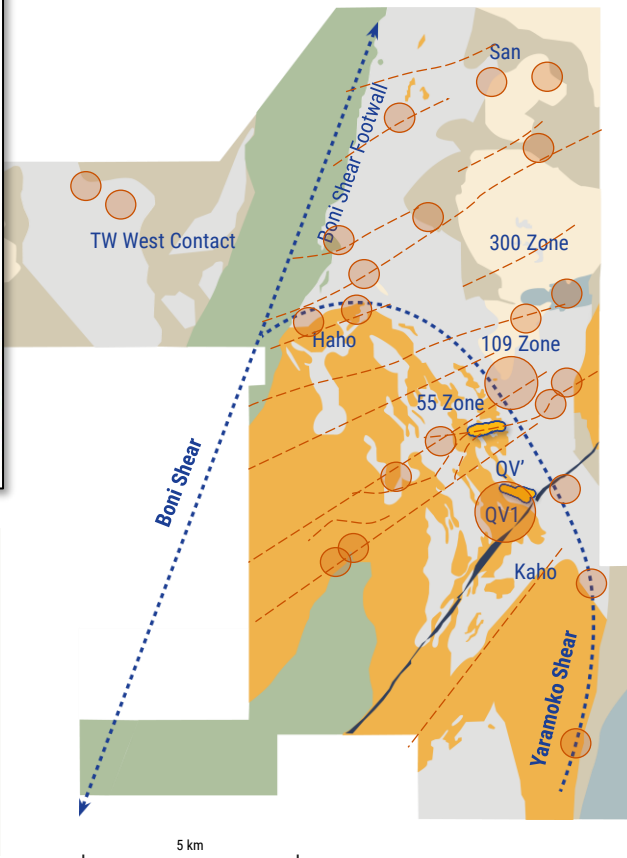 San
Boni Shear Footwall
TW West Contact
300 Zone
Haho
109 Zone
55 Zone
Boni Shear
QV’
QV1
Kaho
Yaramoko Shear
5 km